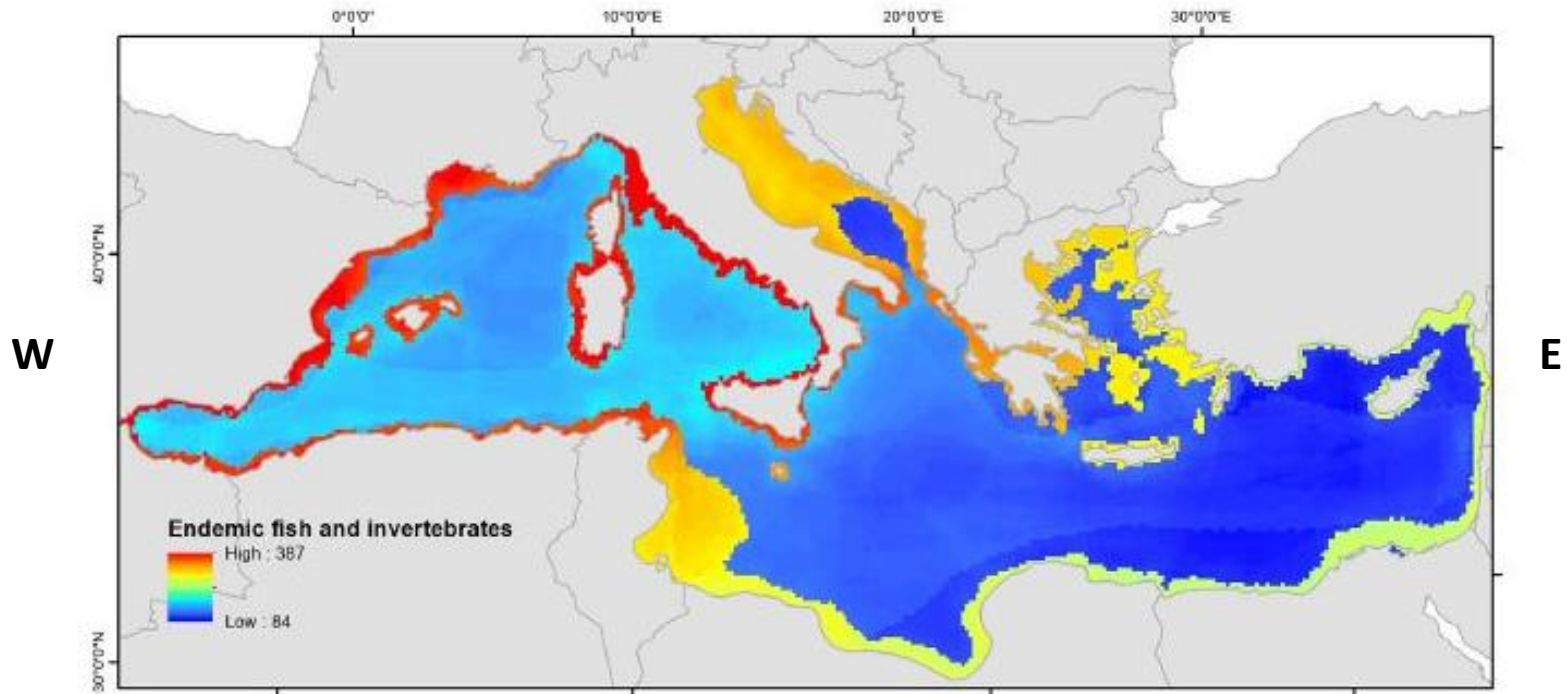 0°0'0" 10°0'0"E 20°0'0"E 30°0'0"E
40°0'0"N
W E
Endemic fish and invertebrates
High : 387
Low : 84
30°0'0"N